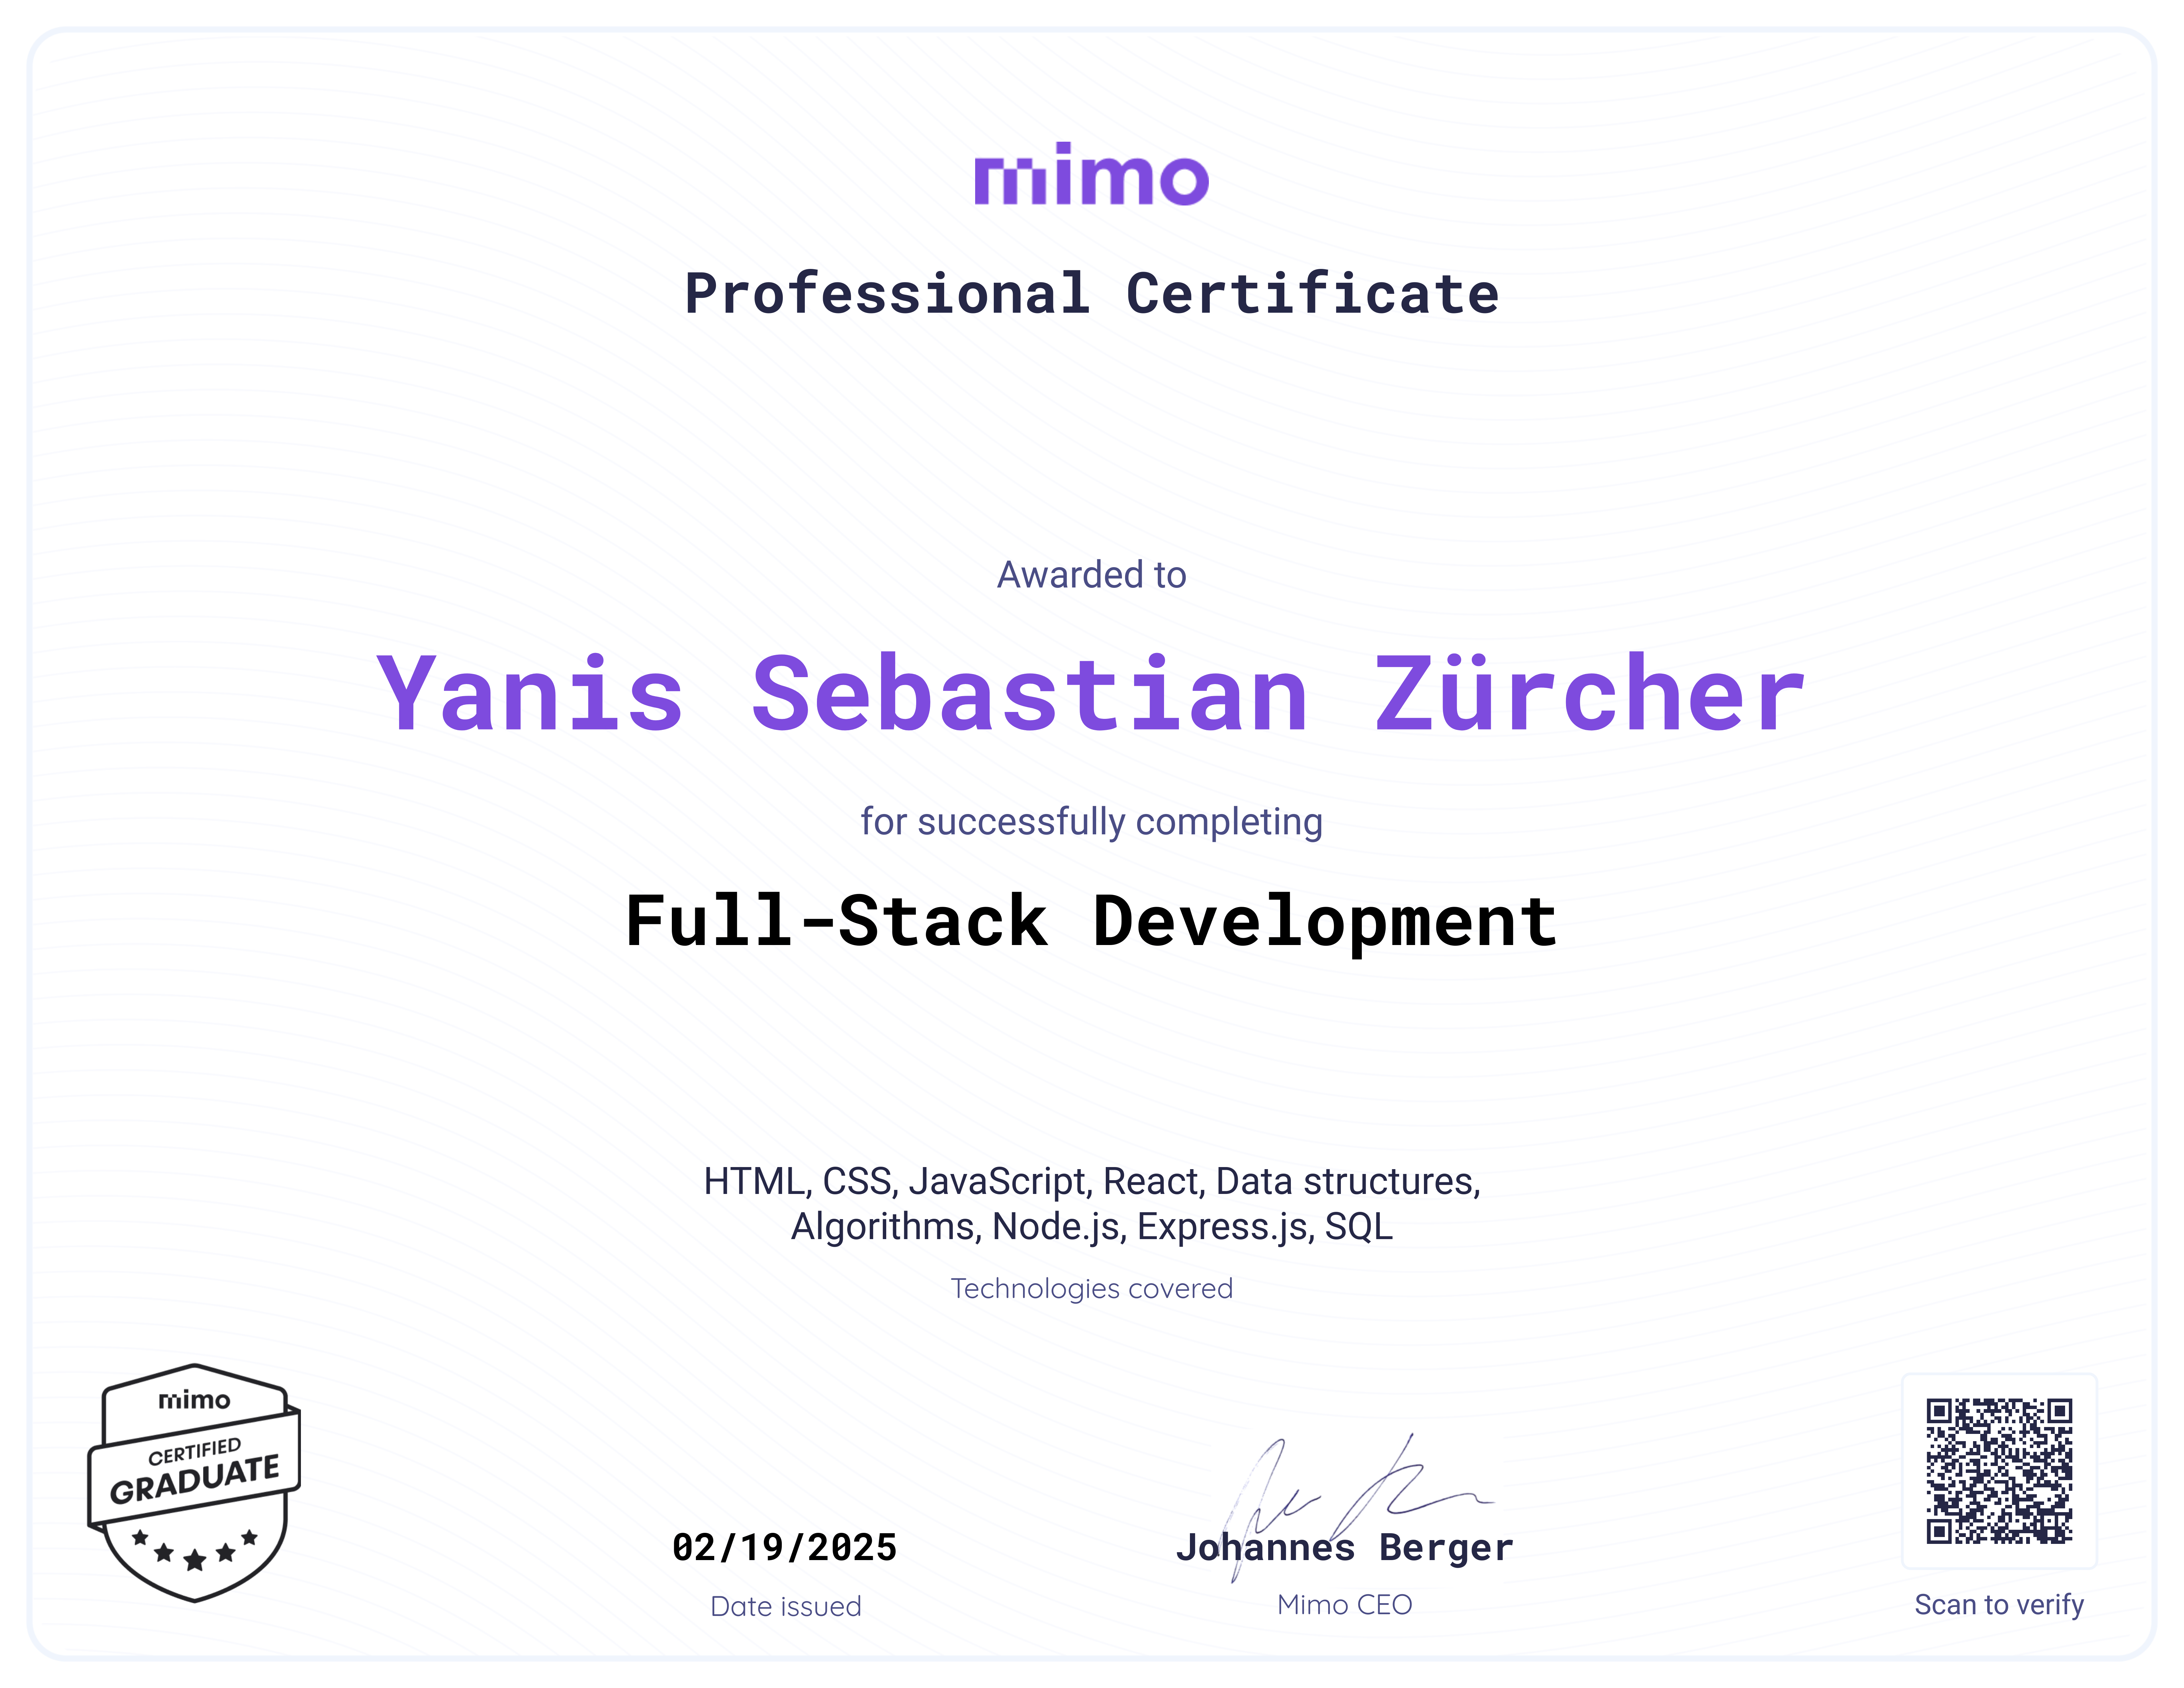 mimo
Professional Certificate
Awarded to
Yanis Sebastian Zürcher
for successfully completing
Full-Stack Development
HTML, CSS, JavaScript, React, Data structures,
Algorithms, Node.js, Express.js, SQL
Technologies covered
mimo
CERTIFIED
GRADUATE
02/19/2025
Date issued
Johannes Berger
Mimo CEO
Scan to verify